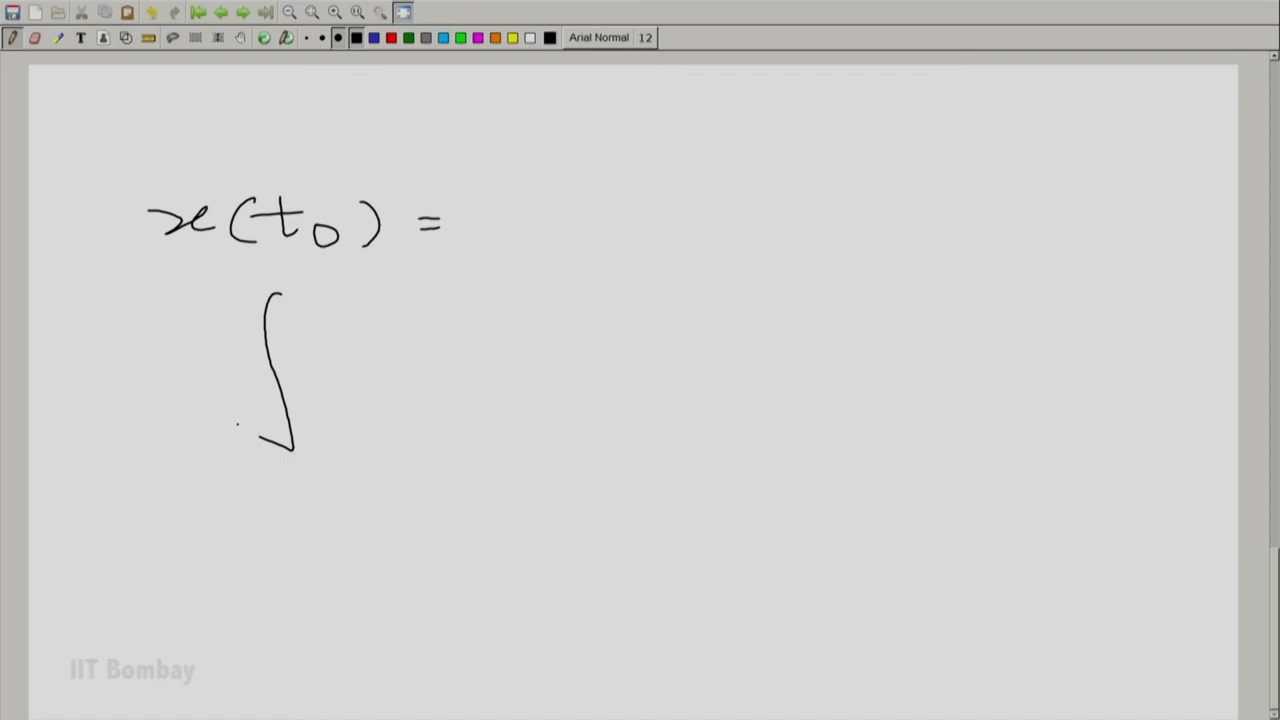 Arial Normal 12
x(t₀) =
∫
IIT Bombay